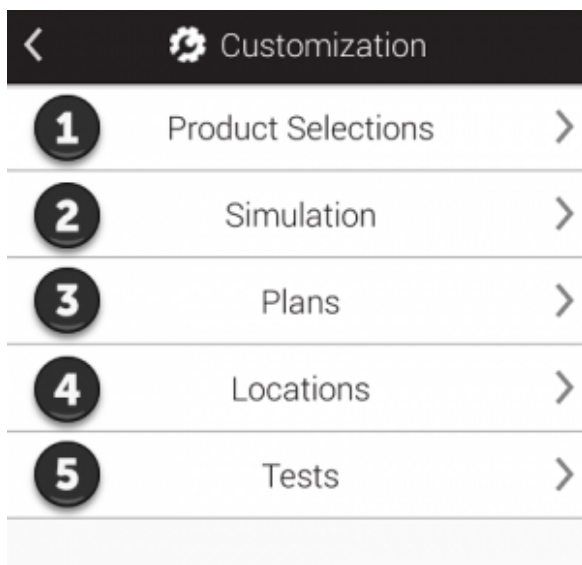 Customization
1 Product Selections
2 Simulation
3 Plans
4 Locations
5 Tests